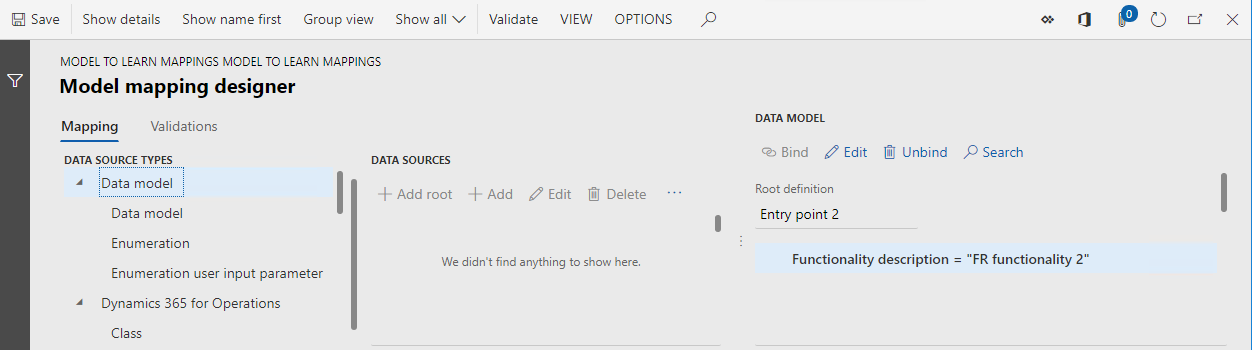 Save Show details Show name first Group view Show all Validate VIEW OPTIONS 0
MODEL TO LEARN MAPPINGS MODEL TO LEARN MAPPINGS
Model mapping designer
Mapping Validations
DATA SOURCE TYPES
Data model
Data model
Enumeration
Enumeration user input parameter
Dynamics 365 for Operations
Class
DATA SOURCES
Add root Add Edit Delete ...
We didn't find anything to show here.
DATA MODEL
Bind Edit Unbind Search
Root definition
Entry point 2
Functionality description = "FR functionality 2"